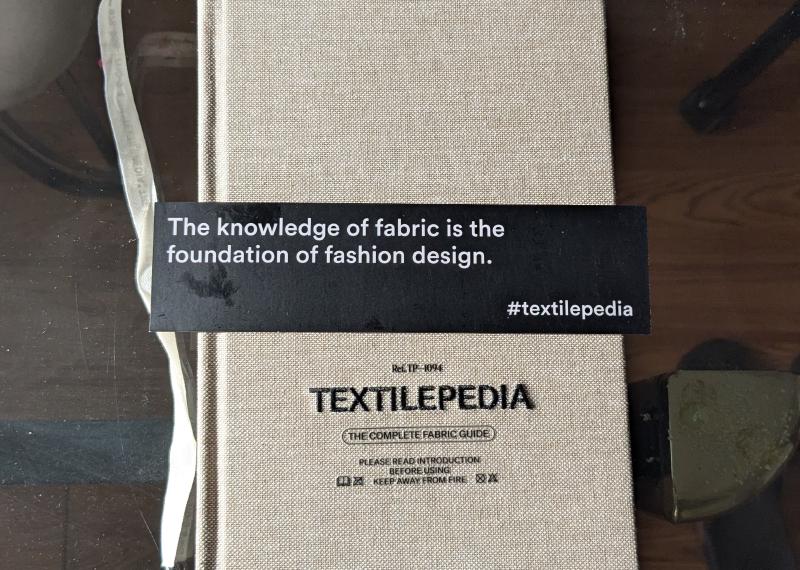 The knowledge of fabric is the
foundation of fashion design.
#textilepedia
Ref. TP-1094
TEXTILEPEDIA
THE COMPLETE FABRIC GUIDE
PLEASE READ INTRODUCTION
BEFORE USING
KEEP AWAY FROM FIRE